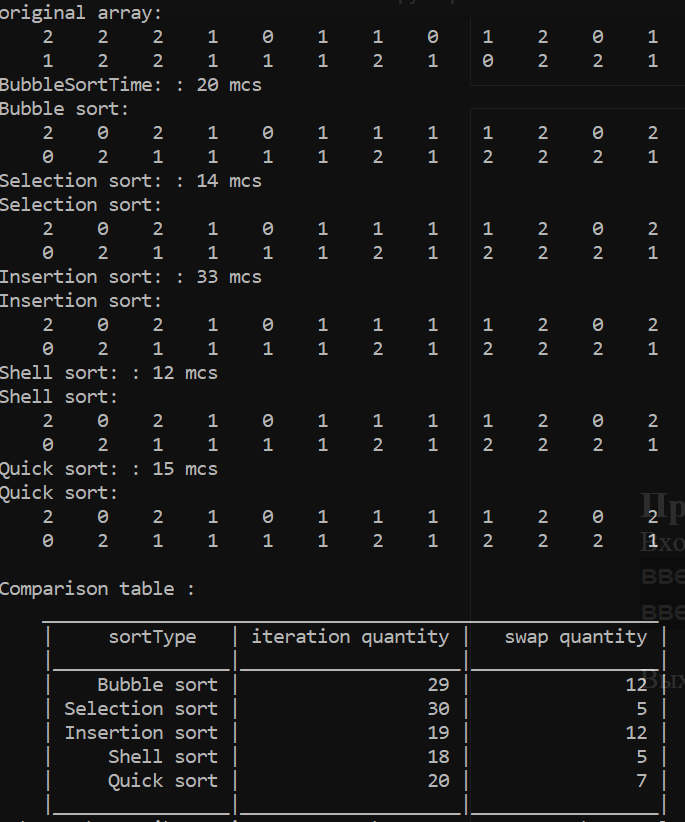 original array:
2 2 2 1 0 1 1 0 1 2 0 1
1 2 2 1 1 1 2 1 0 2 2 1
BubbleSortTime: : 20 mcs
Bubble sort:
2 0 2 1 0 1 1 1 1 2 0 2
0 2 1 1 1 1 2 1 2 2 2 1
Selection sort: : 14 mcs
Selection sort:
2 0 2 1 0 1 1 1 1 2 0 2
0 2 1 1 1 1 2 1 2 2 2 1
Insertion sort: : 33 mcs
Insertion sort:
2 0 2 1 0 1 1 1 1 2 0 2
0 2 1 1 1 1 2 1 2 2 2 1
Shell sort: : 12 mcs
Shell sort:
2 0 2 1 0 1 1 1 1 2 0 2
0 2 1 1 1 1 2 1 2 2 2 1
Quick sort: : 15 mcs
Quick sort:
2 0 2 1 0 1 1 1 1 2 0 2
0 2 1 1 1 1 2 1 2 2 2 1
Comparison table :
| sortType | iteration quantity | swap quantity |
| Bubble sort | 29 | 12 |
| Selection sort | 30 | 5 |
| Insertion sort | 19 | 12 |
| Shell sort | 18 | 5 |
| Quick sort | 20 | 7 |